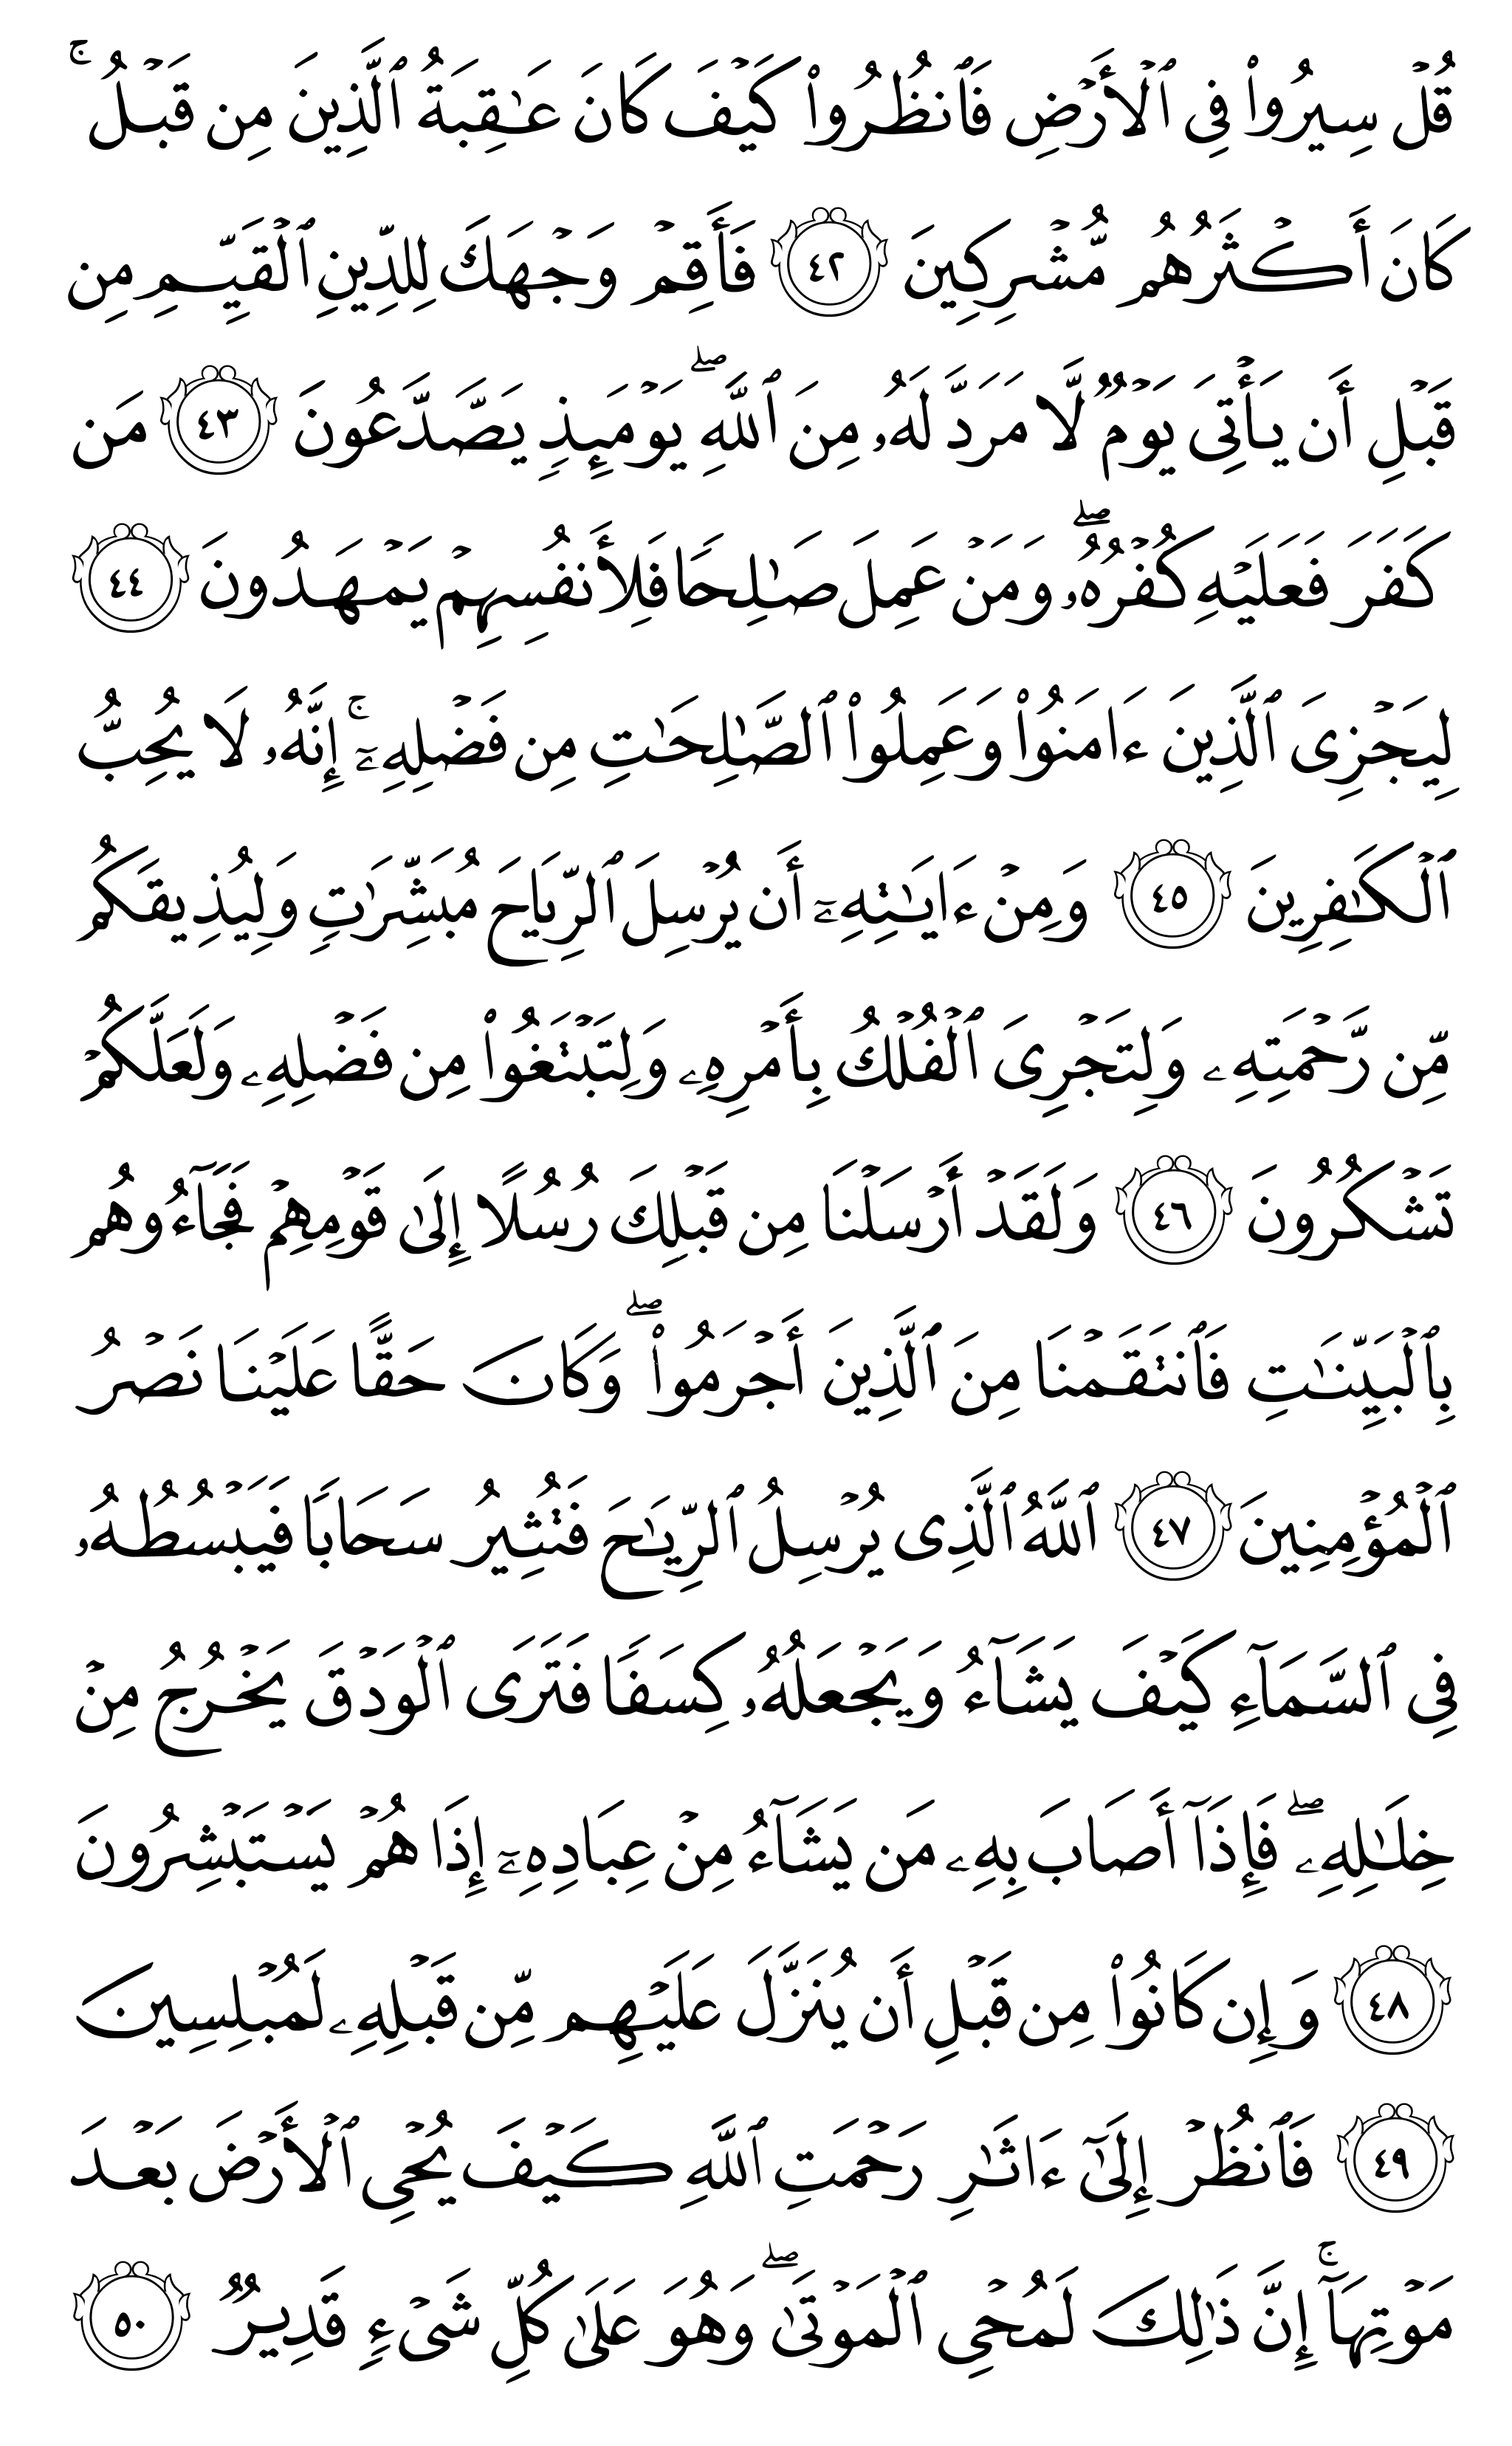 قُلۡ سِيرُواْ فِي ٱلۡأَرۡضِ فَٱنظُرُواْ كَيۡفَ كَانَ عَٰقِبَةُ ٱلَّذِينَ مِن قَبۡلُۚ
كَانَ أَكۡثَرُهُم مُّشۡرِكِينَ ٤٢ فَأَقِمۡ وَجۡهَكَ لِلدِّينِ ٱلۡقَيِّمِ مِن
قَبۡلِ أَن يَأۡتِيَ يَوۡمٞ لَّا مَرَدَّ لَهُۥ مِنَ ٱللَّهِۖ يَوۡمَئِذٖ يَصَّدَّعُونَ ٤٣ مَن
كَفَرَ فَعَلَيۡهِ كُفۡرُهُۥۖ وَمَنۡ عَمِلَ صَٰلِحٗا فَلِأَنفُسِهِمۡ يَمۡهَدُونَ ٤٤
لِيَجۡزِيَ ٱلَّذِينَ ءَامَنُواْ وَعَمِلُواْ ٱلصَّٰلِحَٰتِ مِن فَضۡلِهِۦٓۚ إِنَّهُۥ لَا يُحِبُّ
ٱلۡكَٰفِرِينَ ٤٥ وَمِنۡ ءَايَٰتِهِۦٓ أَن يُرۡسِلَ ٱلرِّيَاحَ مُبَشِّرَٰتٖ وَلِيُذِيقَكُم
مِّن رَّحۡمَتِهِۦ وَلِتَجۡرِيَ ٱلۡفُلۡكُ بِأَمۡرِهِۦ وَلِتَبۡتَغُواْ مِن فَضۡلِهِۦ وَلَعَلَّكُمۡ
تَشۡكُرُونَ ٤٦ وَلَقَدۡ أَرۡسَلۡنَا مِن قَبۡلِكَ رُسُلًا إِلَىٰ قَوۡمِهِمۡ فَجَآءُوهُم
بِٱلۡبَيِّنَٰتِ فَٱنتَقَمۡنَا مِنَ ٱلَّذِينَ أَجۡرَمُواْۖ وَكَانَ حَقًّا عَلَيۡنَا نَصۡرُ
ٱلۡمُؤۡمِنِينَ ٤٧ ٱللَّهُ ٱلَّذِي يُرۡسِلُ ٱلرِّيَٰحَ فَتُثِيرُ سَحَابٗا فَيَبۡسُطُهُۥ
فِي ٱلسَّمَآءِ كَيۡفَ يَشَآءُ وَيَجۡعَلُهُۥ كِسَفٗا فَتَرَى ٱلۡوَدۡقَ يَخۡرُجُ مِنۡ
خِلَٰلِهِۦۖ فَإِذَآ أَصَابَ بِهِۦ مَن يَشَآءُ مِنۡ عِبَادِهِۦٓ إِذَا هُمۡ يَسۡتَبۡشِرُونَ
٤٨ وَإِن كَانُواْ مِن قَبۡلِ أَن يُنَزَّلَ عَلَيۡهِم مِّن قَبۡلِهِۦ لَمُبۡلِسِينَ
٤٩ فَٱنظُرۡ إِلَىٰٓ ءَاثَٰرِ رَحۡمَتِ ٱللَّهِ كَيۡفَ يُحۡيِ ٱلۡأَرۡضَ بَعۡدَ
مَوۡتِهَآۚ إِنَّ ذَٰلِكَ لَمُحۡيِ ٱلۡمَوۡتَىٰۖ وَهُوَ عَلَىٰ كُلِّ شَيۡءٖ قَدِيرٞ ٥٠